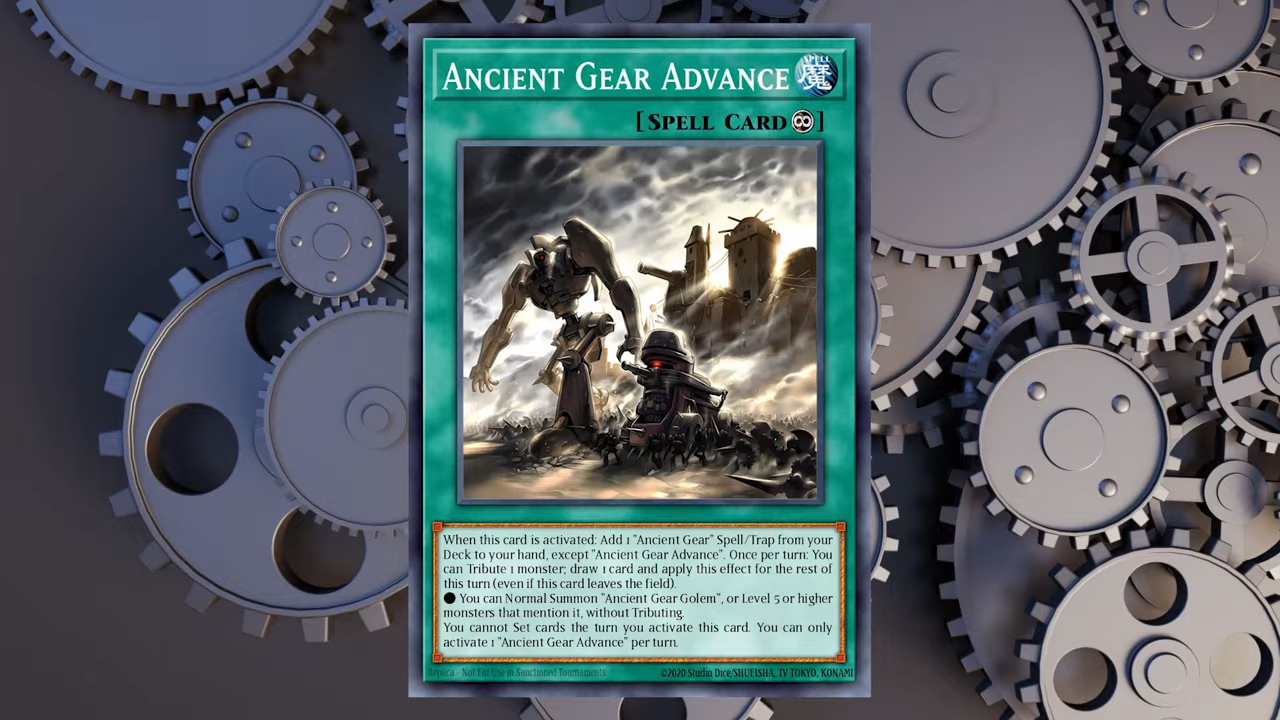 ANCIENT GEAR ADVANCE
SPELL
魔
[SPELL CARD]
When this card is activated: Add 1 "Ancient Gear" Spell/Trap from your
Deck to your hand, except "Ancient Gear Advance". Once per turn: You
can Tribute 1 monster; draw 1 card and apply this effect for the rest of
this turn (even if this card leaves the field).
● You can Normal Summon "Ancient Gear Golem", or Level 5 or higher
monsters that mention it, without Tributing.
You cannot Set cards the turn you activate this card. You can only
activate 1 "Ancient Gear Advance" per turn.
Replica - Not For Use in Sanctioned Tournaments
©2020 Studio Dice/SHUEISHA, TV TOKYO, KONAMI